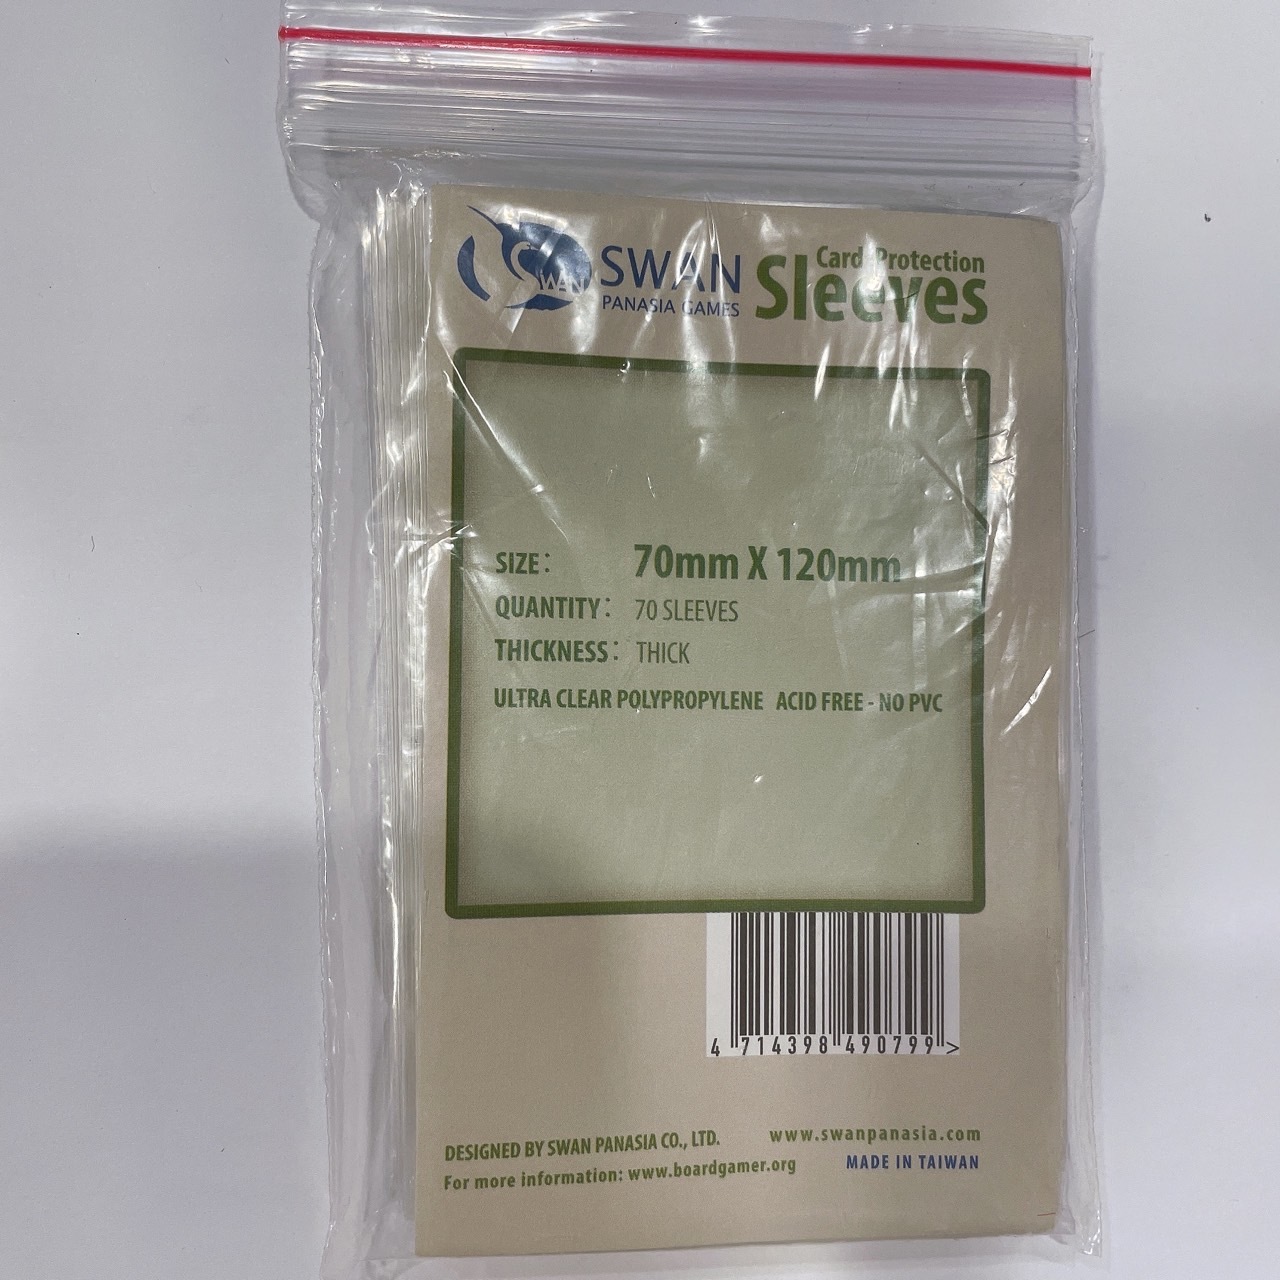 SWAN
SWAN
PANASIA GAMES
Card Protection
Sleeves
SIZE: 70mm X 120mm
QUANTITY: 70 SLEEVES
THICKNESS: THICK
ULTRA CLEAR POLYPROPYLENE ACID FREE - NO PVC
4 714398 490799 >
DESIGNED BY SWAN PANASIA CO., LTD. www.swanpanasia.com
For more information: www.boardgamer.org MADE IN TAIWAN